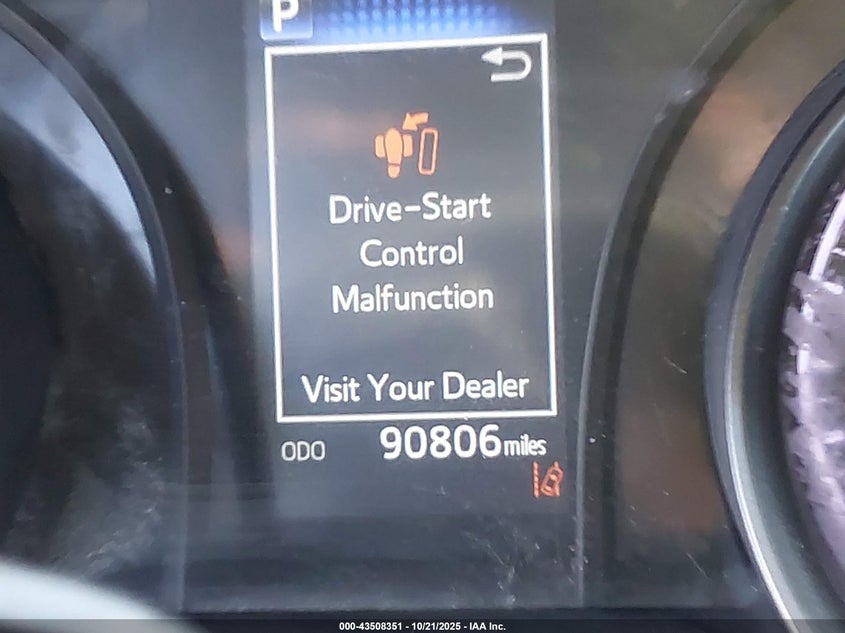 P
Drive-Start
Control
Malfunction
Visit Your Dealer
ODO 90806 miles
000-43508351 - 10/21/2025 - IAA Inc.